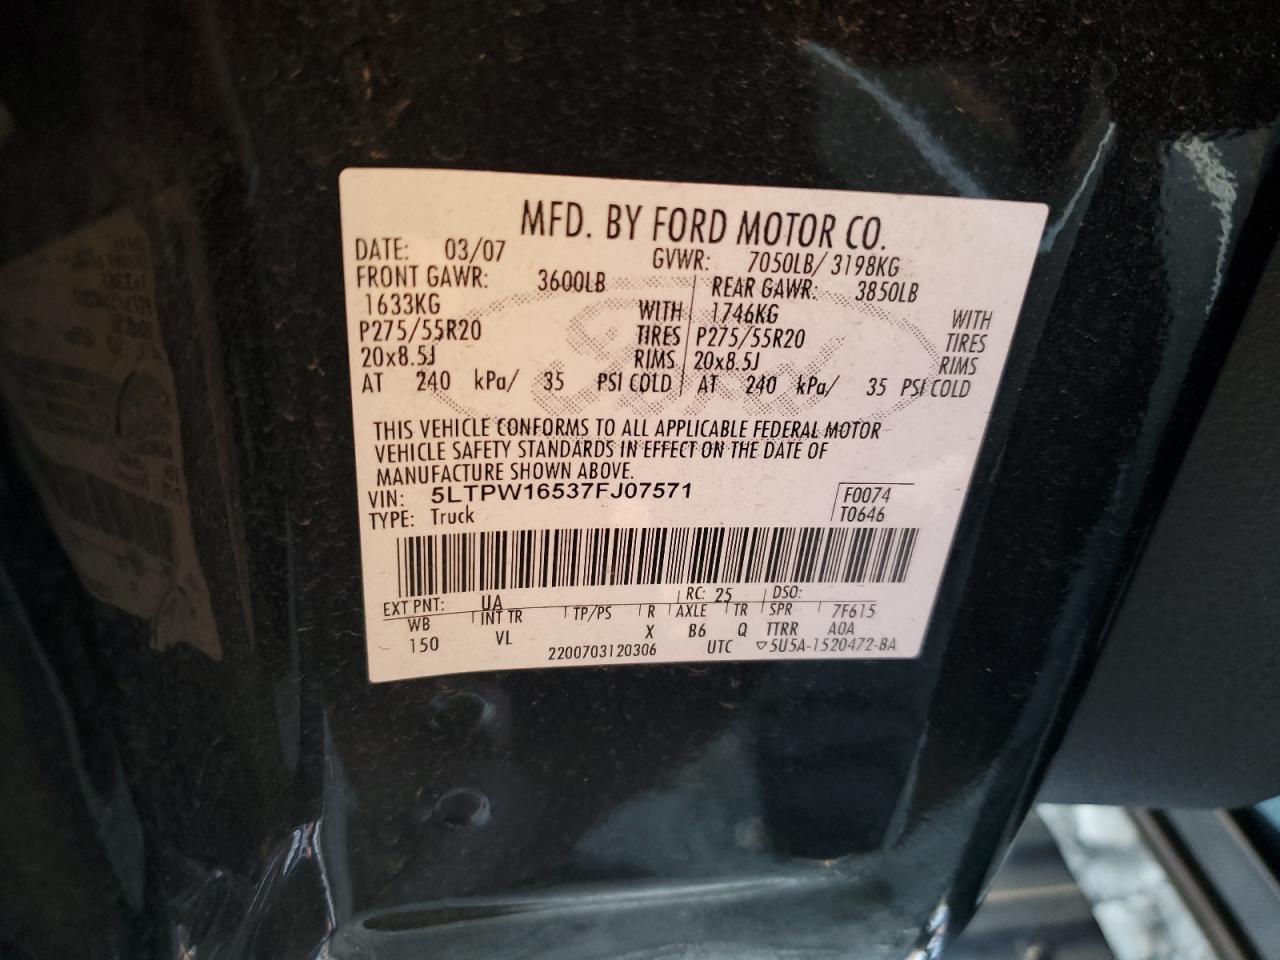 MFD. BY FORD MOTOR CO.
DATE: 03/07 GVWR: 7050LB/ 3198KG
FRONT GAWR: 3600LB REAR GAWR: 3850LB
1633KG WITH 1746KG WITH
P275/55R20 TIRES P275/55R20 TIRES
20x8.5J RIMS 20x8.5J RIMS
AT 240 kPa/ 35 PSI COLD AT 240 kPa/ 35 PSI COLD
THIS VEHICLE CONFORMS TO ALL APPLICABLE FEDERAL MOTOR
VEHICLE SAFETY STANDARDS IN EFFECT ON THE DATE OF
MANUFACTURE SHOWN ABOVE.
VIN: 5LTPW16537FJ07571 F0074
TYPE: Truck T0646
EXT PNT: UA RC: 25 DSO:
WB INT TR TP/PS R AXLE TR SPR 7F615
150 VL X B6 Q TTRR A0A
2200703120306 UTC ▽5U5A-1520472-BA